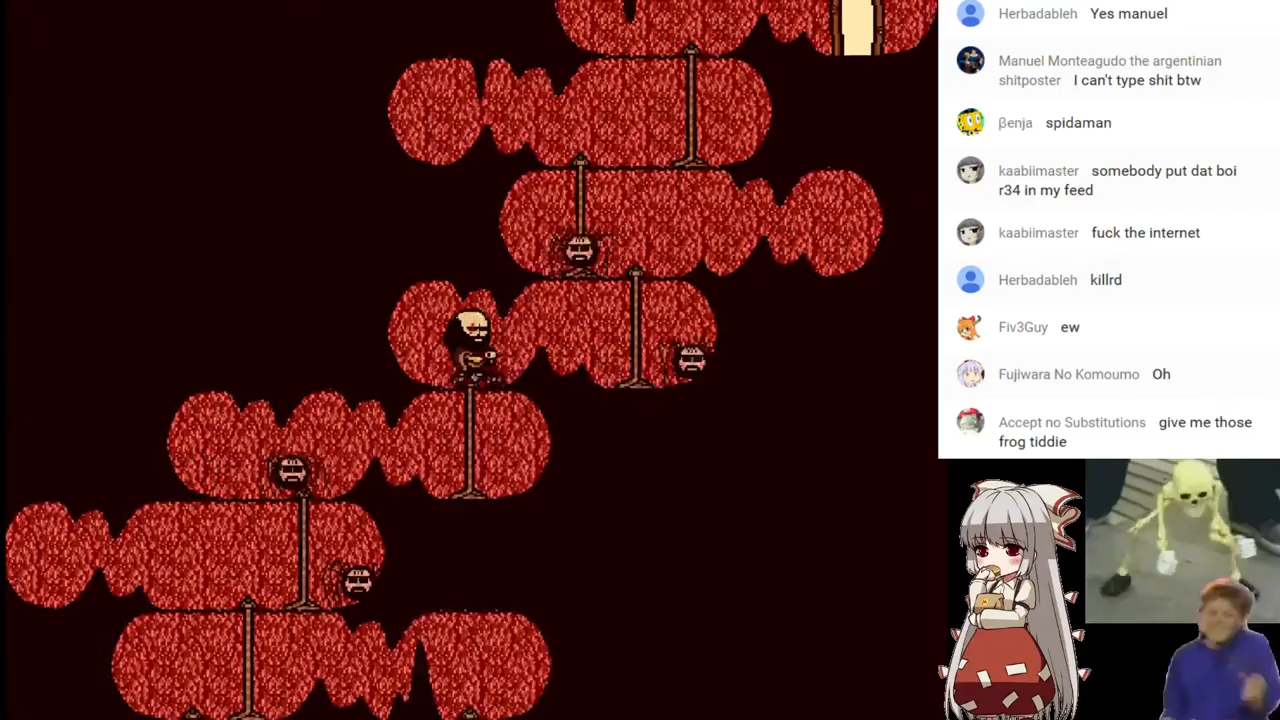 Herbadableh Yes manuel
Manuel Monteagudo the argentinian
shitposter I can't type shit btw
βenja spidaman
kaabiimaster somebody put dat boi
r34 in my feed
kaabiimaster fuck the internet
Herbadableh killrd
Fiv3Guy ew
Fujiwara No Komoumo Oh
Accept no Substitutions give me those
frog tiddie